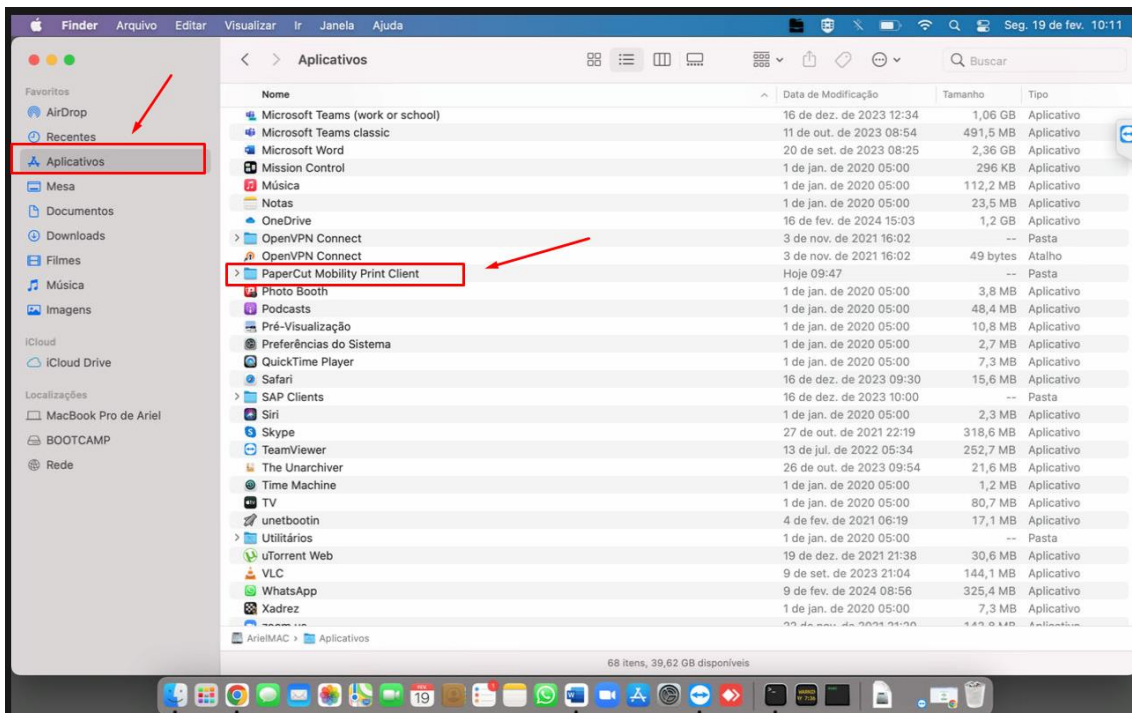 Finder Arquivo Editar Visualizar Ir Janela Ajuda Seg. 19 de fev. 10:11
Aplicativos Buscar
Favoritos
AirDrop
Recentes
Aplicativos
Mesa
Documentos
Downloads
Filmes
Música
Imagens
iCloud
iCloud Drive
Localizações
MacBook Pro de Ariel
BOOTCAMP
Rede
Nome Data de Modificação Tamanho Tipo
Microsoft Teams (work or school) 16 de dez. de 2023 12:34 1,06 GB Aplicativo
Microsoft Teams classic 11 de out. de 2023 08:54 491,5 MB Aplicativo
Microsoft Word 20 de set. de 2023 08:25 2,36 GB Aplicativo
Mission Control 1 de jan. de 2020 05:00 296 KB Aplicativo
Música 1 de jan. de 2020 05:00 112,2 MB Aplicativo
Notas 1 de jan. de 2020 05:00 23,5 MB Aplicativo
OneDrive 16 de fev. de 2024 15:03 1,2 GB Aplicativo
OpenVPN Connect 3 de nov. de 2021 16:02 -- Pasta
OpenVPN Connect 3 de nov. de 2021 16:02 49 bytes Atalho
PaperCut Mobility Print Client Hoje 09:47 -- Pasta
Photo Booth 1 de jan. de 2020 05:00 3,8 MB Aplicativo
Podcasts 1 de jan. de 2020 05:00 48,4 MB Aplicativo
Pré-Visualização 1 de jan. de 2020 05:00 10,8 MB Aplicativo
Preferências do Sistema 1 de jan. de 2020 05:00 2,7 MB Aplicativo
QuickTime Player 1 de jan. de 2020 05:00 7,3 MB Aplicativo
Safari 16 de dez. de 2023 09:30 15,6 MB Aplicativo
SAP Clients 16 de dez. de 2023 10:00 -- Pasta
Siri 1 de jan. de 2020 05:00 2,3 MB Aplicativo
Skype 27 de out. de 2021 22:19 318,6 MB Aplicativo
TeamViewer 13 de jul. de 2022 05:34 252,7 MB Aplicativo
The Unarchiver 26 de out. de 2023 09:54 21,6 MB Aplicativo
Time Machine 1 de jan. de 2020 05:00 1,2 MB Aplicativo
TV 1 de jan. de 2020 05:00 80,7 MB Aplicativo
unetbootin 4 de fev. de 2021 06:19 17,1 MB Aplicativo
Utilitários 1 de jan. de 2020 05:00 -- Pasta
uTorrent Web 19 de dez. de 2021 21:38 30,6 MB Aplicativo
VLC 9 de set. de 2023 21:04 144,1 MB Aplicativo
WhatsApp 9 de fev. de 2024 08:56 325,4 MB Aplicativo
Xadrez 1 de jan. de 2020 05:00 7,3 MB Aplicativo
ArielMAC › Aplicativos
68 itens, 39,62 GB disponíveis
19